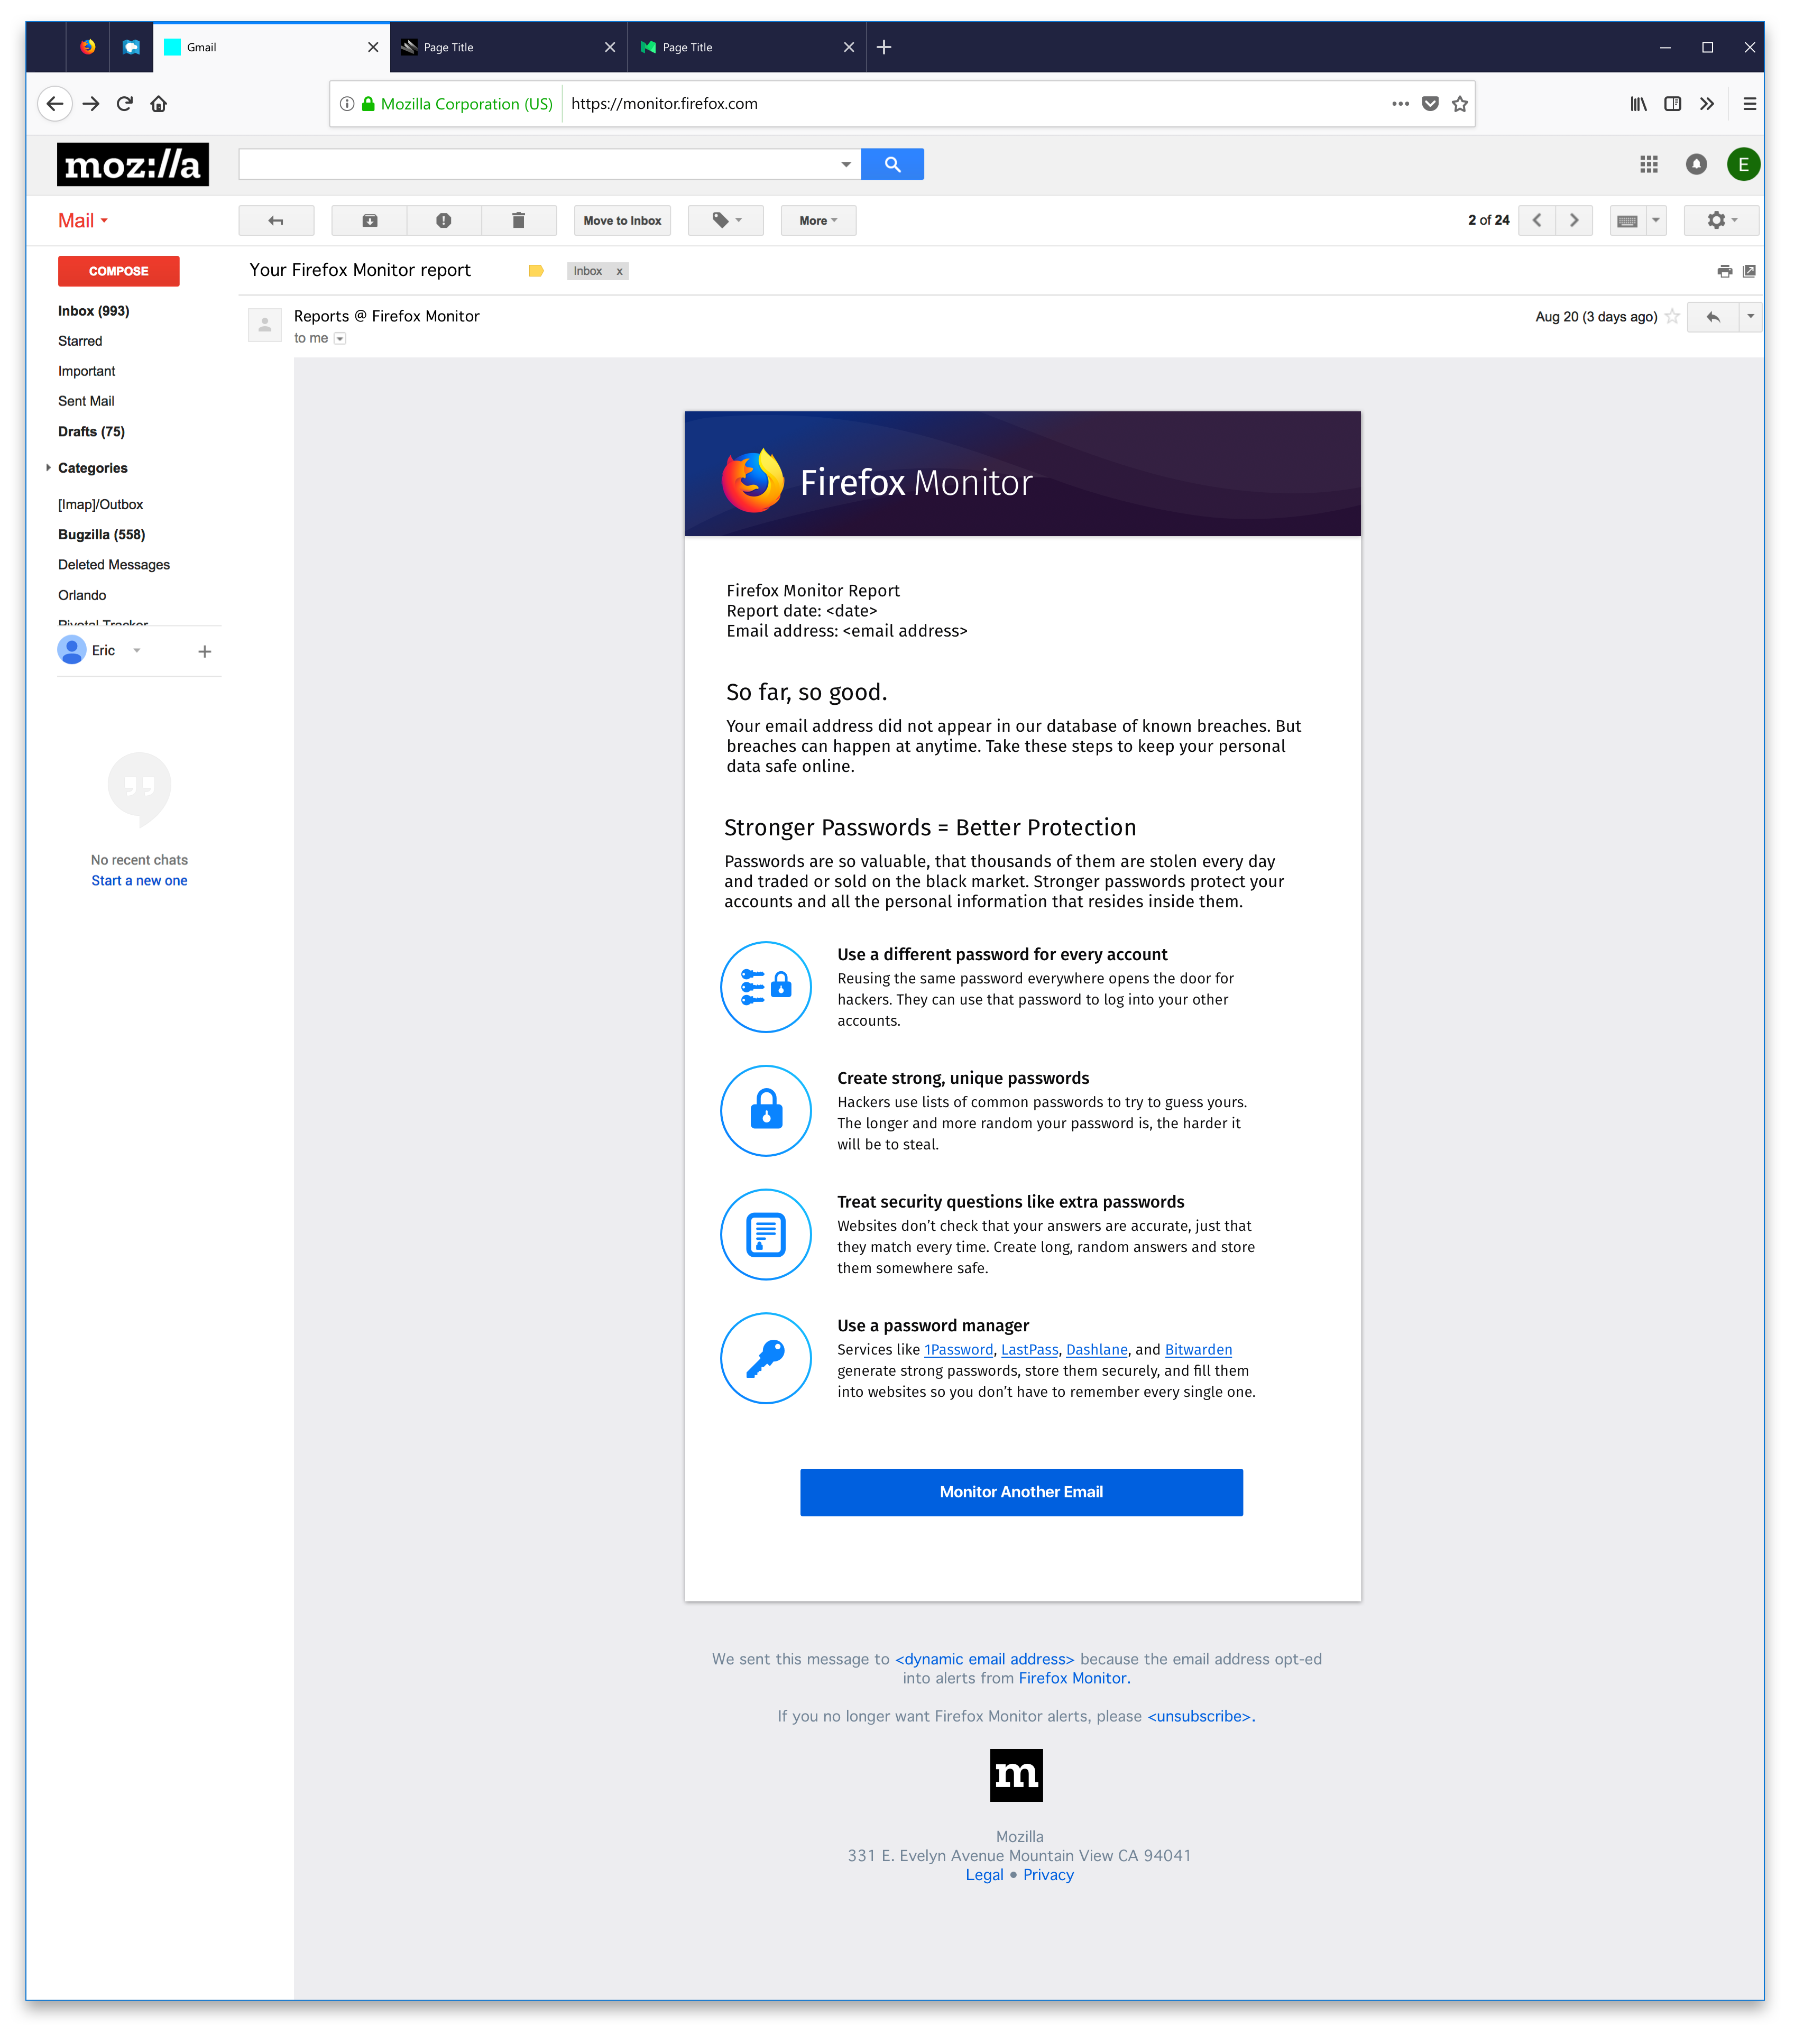 Gmail
Page Title
Page Title
Mozilla Corporation (US)
https://monitor.firefox.com
moz://a
E
Mail
Move to Inbox
More
2 of 24
COMPOSE
Your Firefox Monitor report
Inbox x
Inbox (993)
Starred
Important
Sent Mail
Drafts (75)
Categories
[Imap]/Outbox
Bugzilla (558)
Deleted Messages
Orlando
Pivotal Tracker
Eric
No recent chats
Start a new one
Reports @ Firefox Monitor
to me
Aug 20 (3 days ago)
Firefox Monitor
Firefox Monitor Report
Report date: <date>
Email address: <email address>
So far, so good.
Your email address did not appear in our database of known breaches. But
breaches can happen at anytime. Take these steps to keep your personal
data safe online.
Stronger Passwords = Better Protection
Passwords are so valuable, that thousands of them are stolen every day
and traded or sold on the black market. Stronger passwords protect your
accounts and all the personal information that resides inside them.
Use a different password for every account
Reusing the same password everywhere opens the door for
hackers. They can use that password to log into your other
accounts.
Create strong, unique passwords
Hackers use lists of common passwords to try to guess yours.
The longer and more random your password is, the harder it
will be to steal.
Treat security questions like extra passwords
Websites don’t check that your answers are accurate, just that
they match every time. Create long, random answers and store
them somewhere safe.
Use a password manager
Services like 1Password, LastPass, Dashlane, and Bitwarden
generate strong passwords, store them securely, and fill them
into websites so you don’t have to remember every single one.
Monitor Another Email
We sent this message to <dynamic email address> because the email address opt-ed
into alerts from Firefox Monitor.
If you no longer want Firefox Monitor alerts, please <unsubscribe>.
m
Mozilla
331 E. Evelyn Avenue Mountain View CA 94041
Legal • Privacy